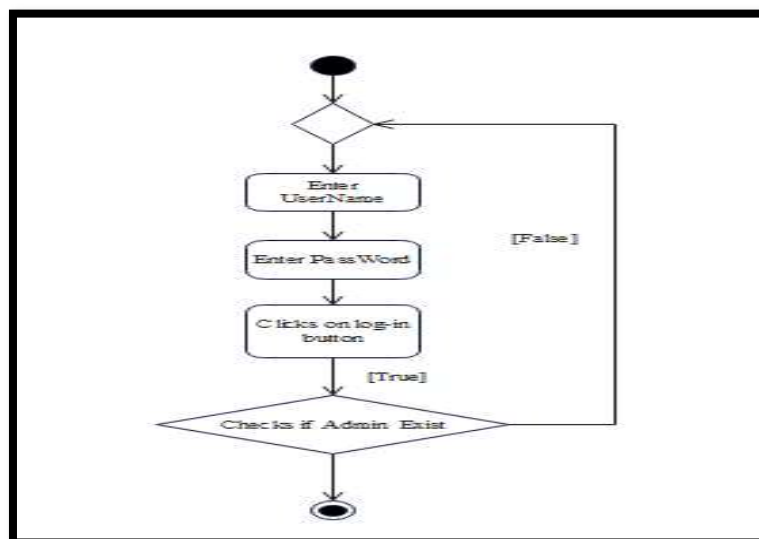 Enter
UserName
[False]
Enter PassWord
Clicks on log-in
button
[True]
Checks if Admin Exist